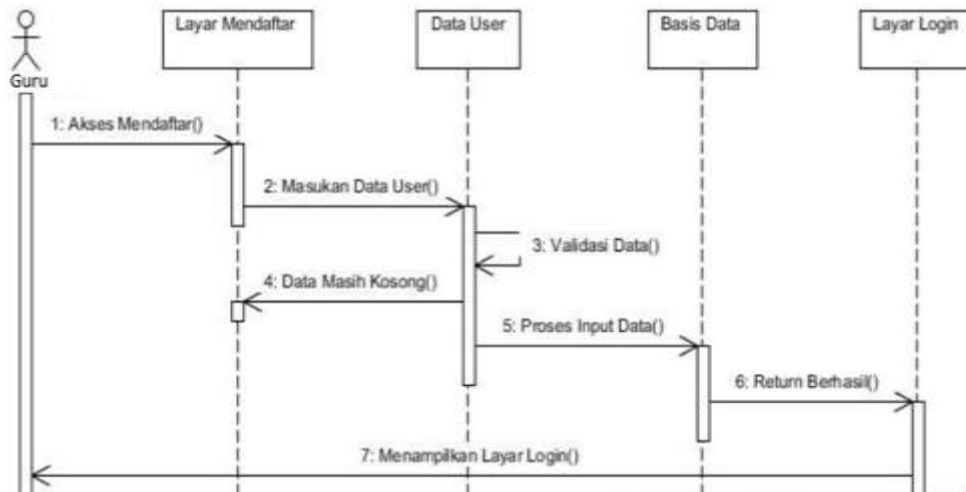 Layar Mendaftar
Data User
Basis Data
Layar Login
Guru
1: Akses Mendaftar()
2: Masukan Data User()
3: Validasi Data()
4: Data Masih Kosong()
5: Proses Input Data()
6: Return Berhasil()
7: Menampilkan Layar Login()